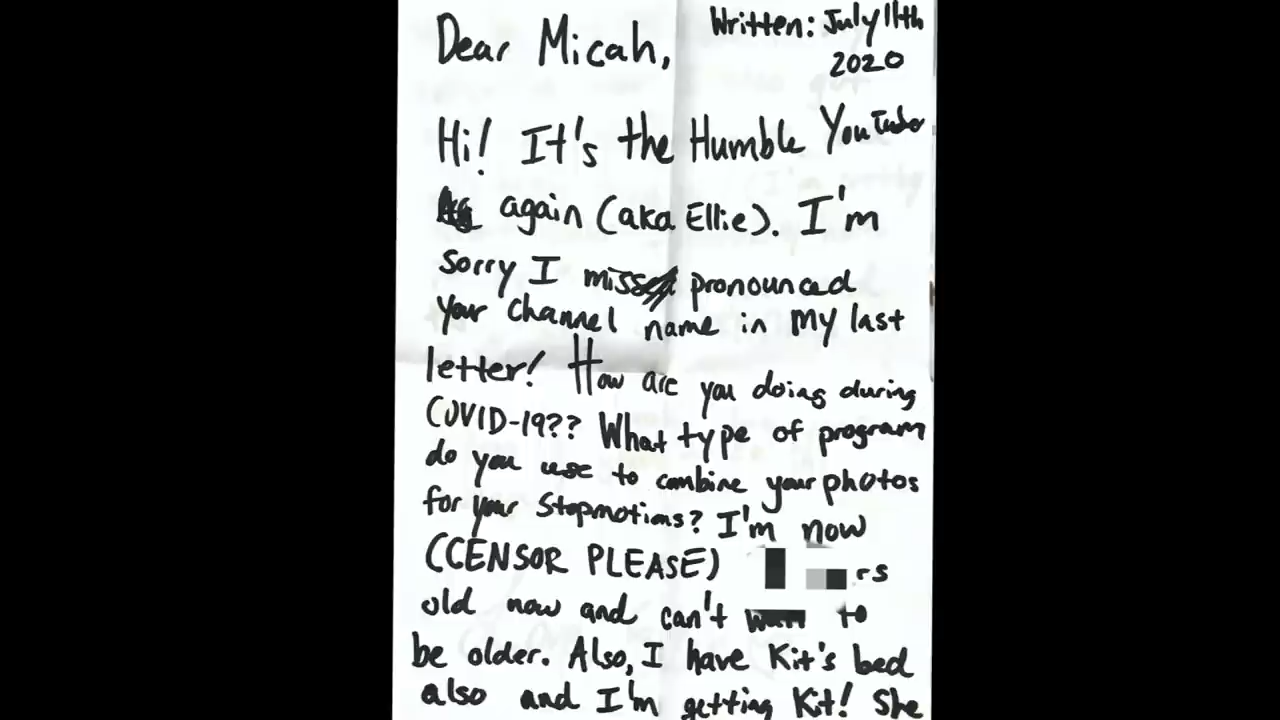 Dear Micah,
Written: July 11th
2020
Hi! It's the Humble YouTuber
again (aka Ellie). I'm
sorry I miss pronounced
your channel name in my last
letter! How are you doing during
COVID-19?? What type of program
do you use to combine your photos
for your stopmotions? I'm now
(CENSOR PLEASE) rs
old now and can't to
be older. Also, I have Kit's bed
also and I'm getting Kit! She